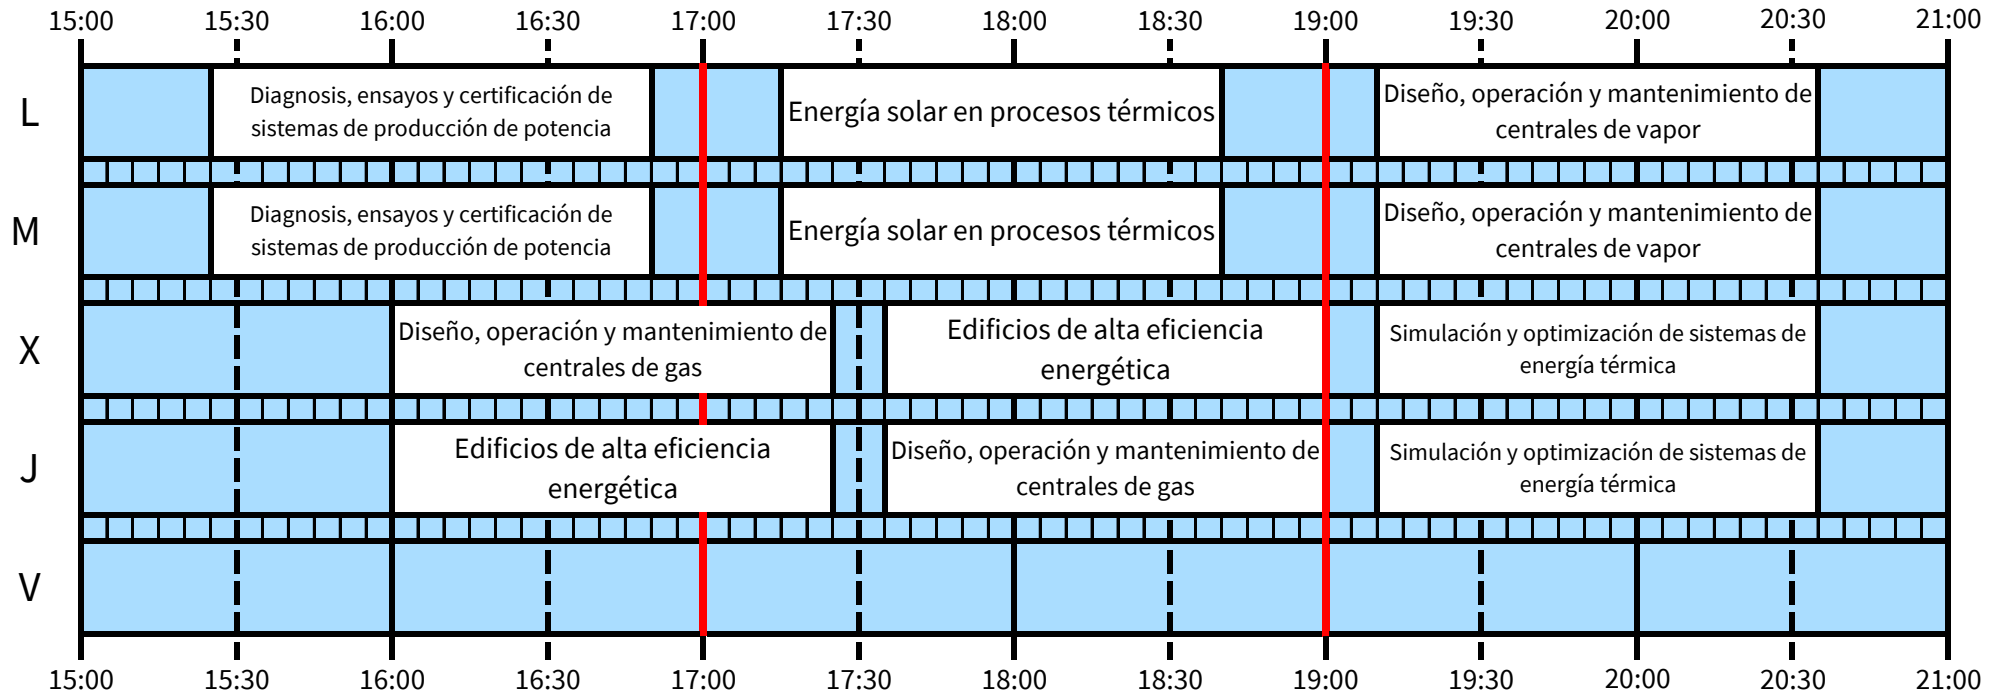 15:00 15:30 16:00 16:30 17:00 17:30 18:00 18:30 19:00 19:30 20:00 20:30 21:00
L
Diagnosis, ensayos y certificación de
sistemas de producción de potencia
Energía solar en procesos térmicos
Diseño, operación y mantenimiento de
centrales de vapor
M
Diagnosis, ensayos y certificación de
sistemas de producción de potencia
Energía solar en procesos térmicos
Diseño, operación y mantenimiento de
centrales de vapor
X
Diseño, operación y mantenimiento de
centrales de gas
Edificios de alta eficiencia
energética
Simulación y optimización de sistemas de
energía térmica
J
Edificios de alta eficiencia
energética
Diseño, operación y mantenimiento de
centrales de gas
Simulación y optimización de sistemas de
energía térmica
V
15:00 15:30 16:00 16:30 17:00 17:30 18:00 18:30 19:00 19:30 20:00 20:30 21:00